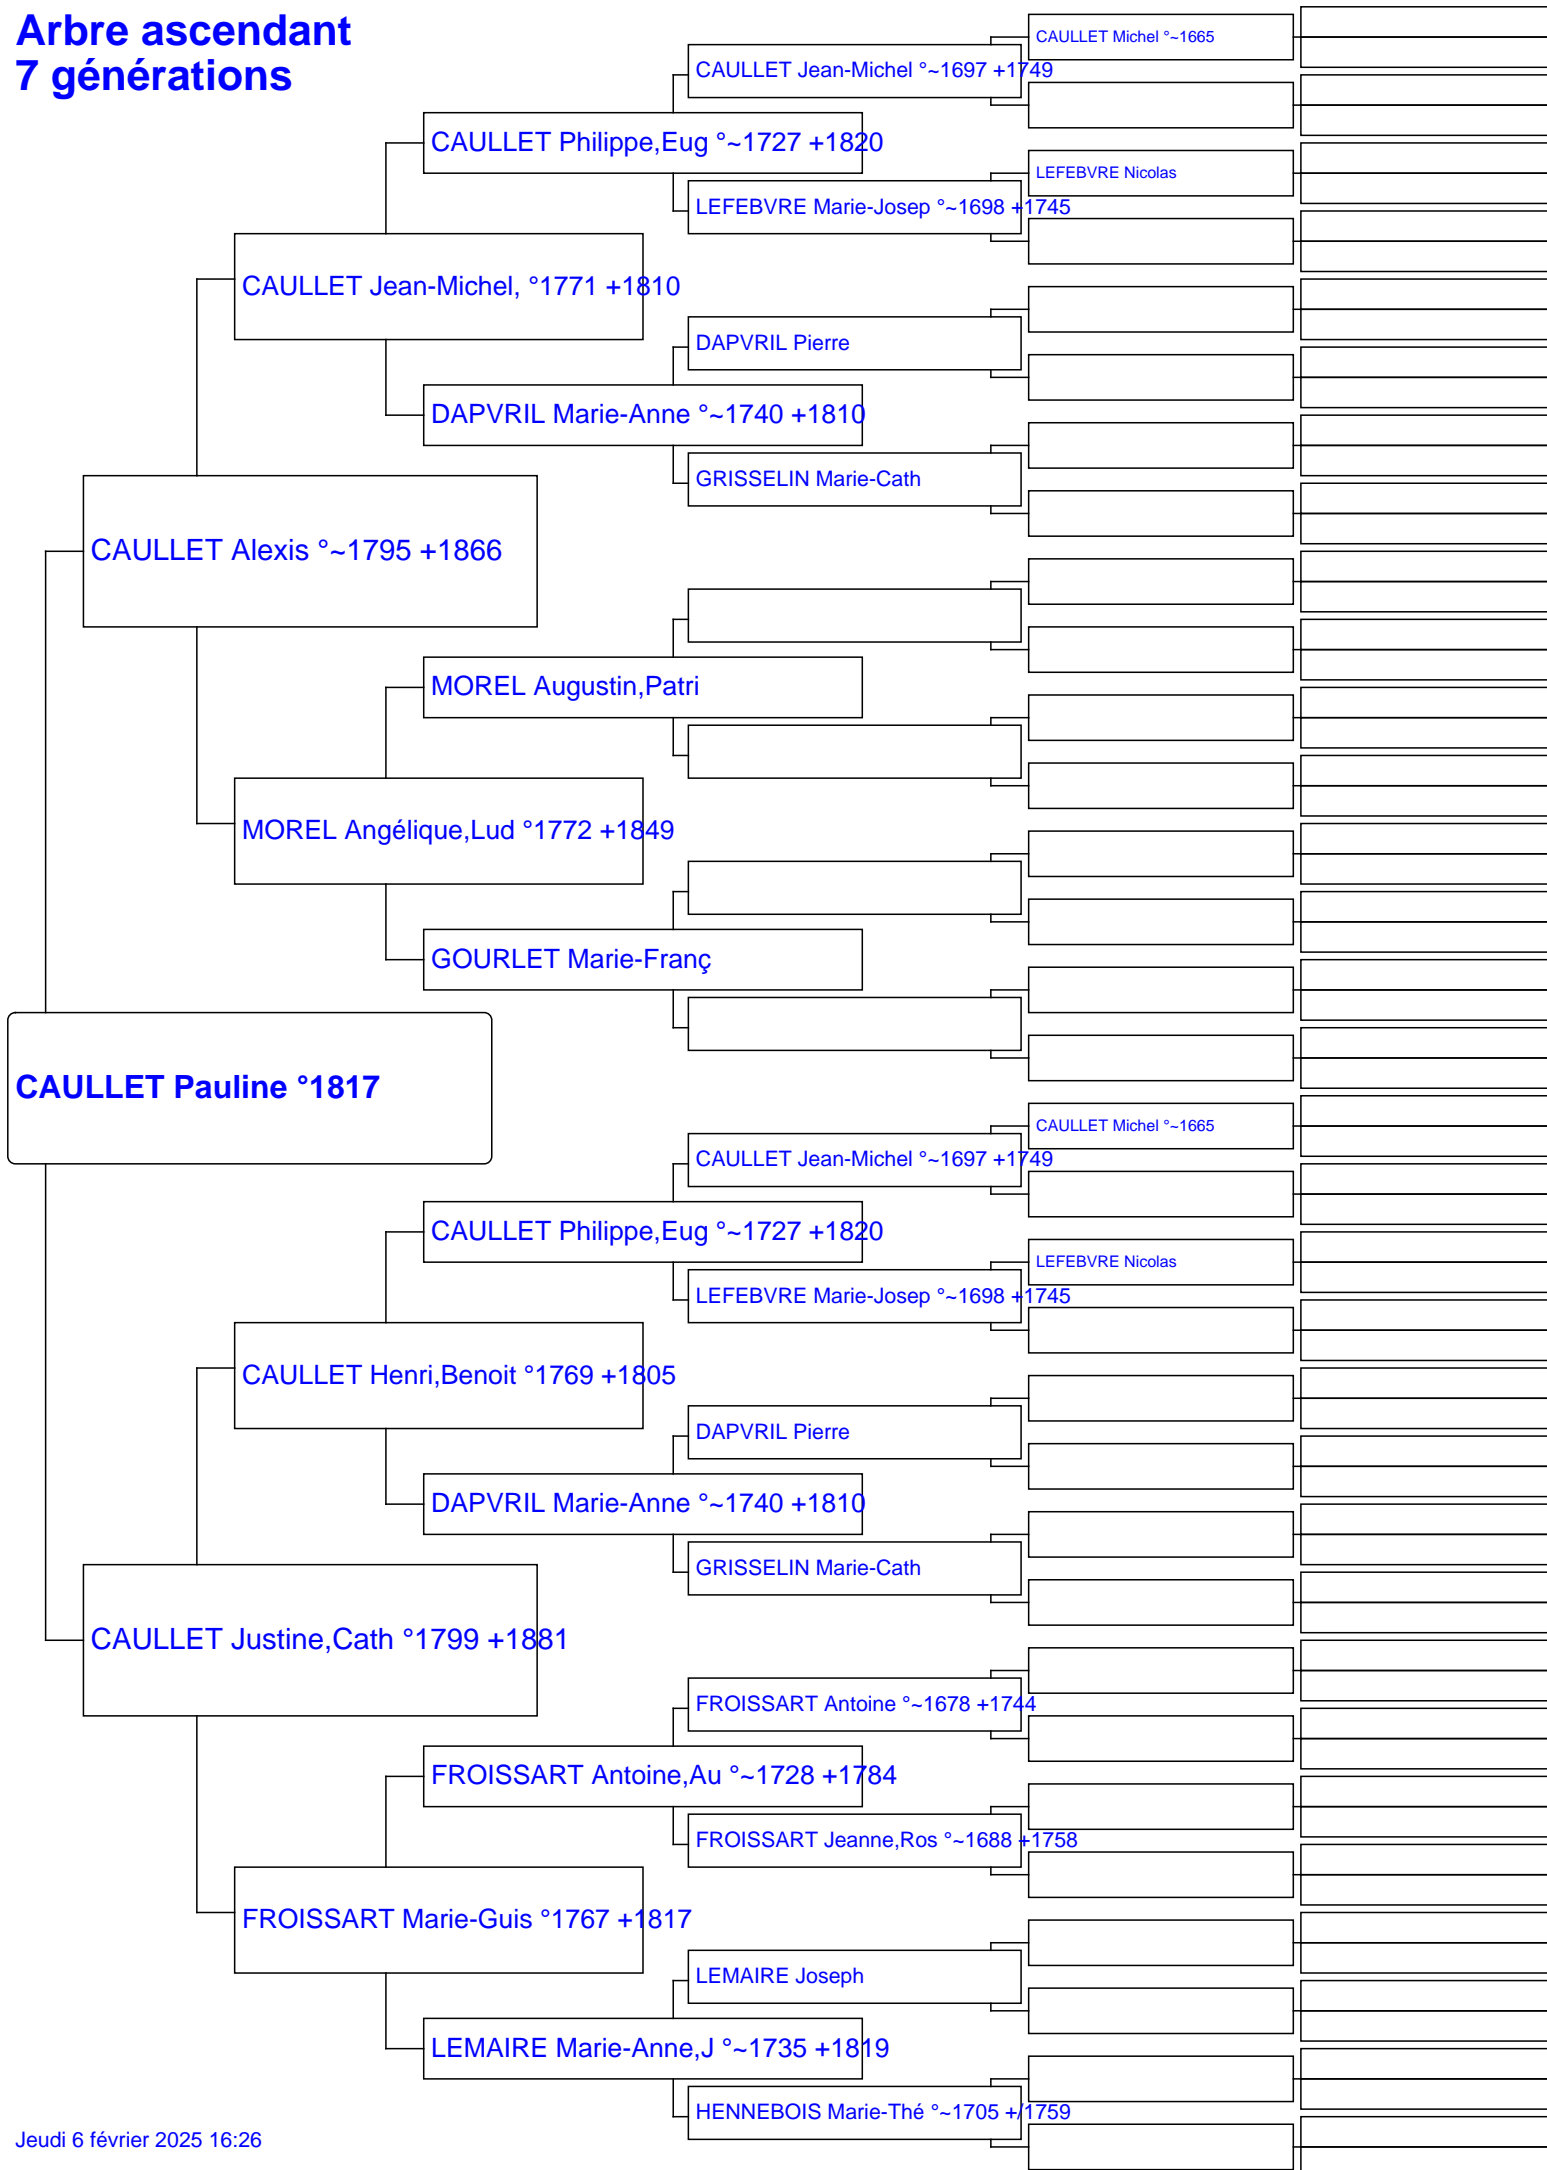 Arbre ascendant
7 générations
CAULLET Michel °~1665
CAULLET Jean-Michel °~1697 +1749
CAULLET Philippe,Eug °~1727 +1820
LEFEBVRE Nicolas
LEFEBVRE Marie-Josep °~1698 +1745
CAULLET Jean-Michel, °1771 +1810
DAPVRIL Pierre
DAPVRIL Marie-Anne °~1740 +1810
GRISSELIN Marie-Cath
CAULLET Alexis °~1795 +1866
MOREL Augustin,Patri
MOREL Angélique,Lud °1772 +1849
GOURLET Marie-Franç
CAULLET Pauline °1817
CAULLET Michel °~1665
CAULLET Jean-Michel °~1697 +1749
CAULLET Philippe,Eug °~1727 +1820
LEFEBVRE Nicolas
LEFEBVRE Marie-Josep °~1698 +1745
CAULLET Henri,Benoit °1769 +1805
DAPVRIL Pierre
DAPVRIL Marie-Anne °~1740 +1810
GRISSELIN Marie-Cath
CAULLET Justine,Cath °1799 +1881
FROISSART Antoine °~1678 +1744
FROISSART Antoine,Au °~1728 +1784
FROISSART Jeanne,Ros °~1688 +1758
FROISSART Marie-Guis °1767 +1817
LEMAIRE Joseph
LEMAIRE Marie-Anne,J °~1735 +1819
HENNEBOIS Marie-Thé °~1705 +/1759
Jeudi 6 février 2025 16:26